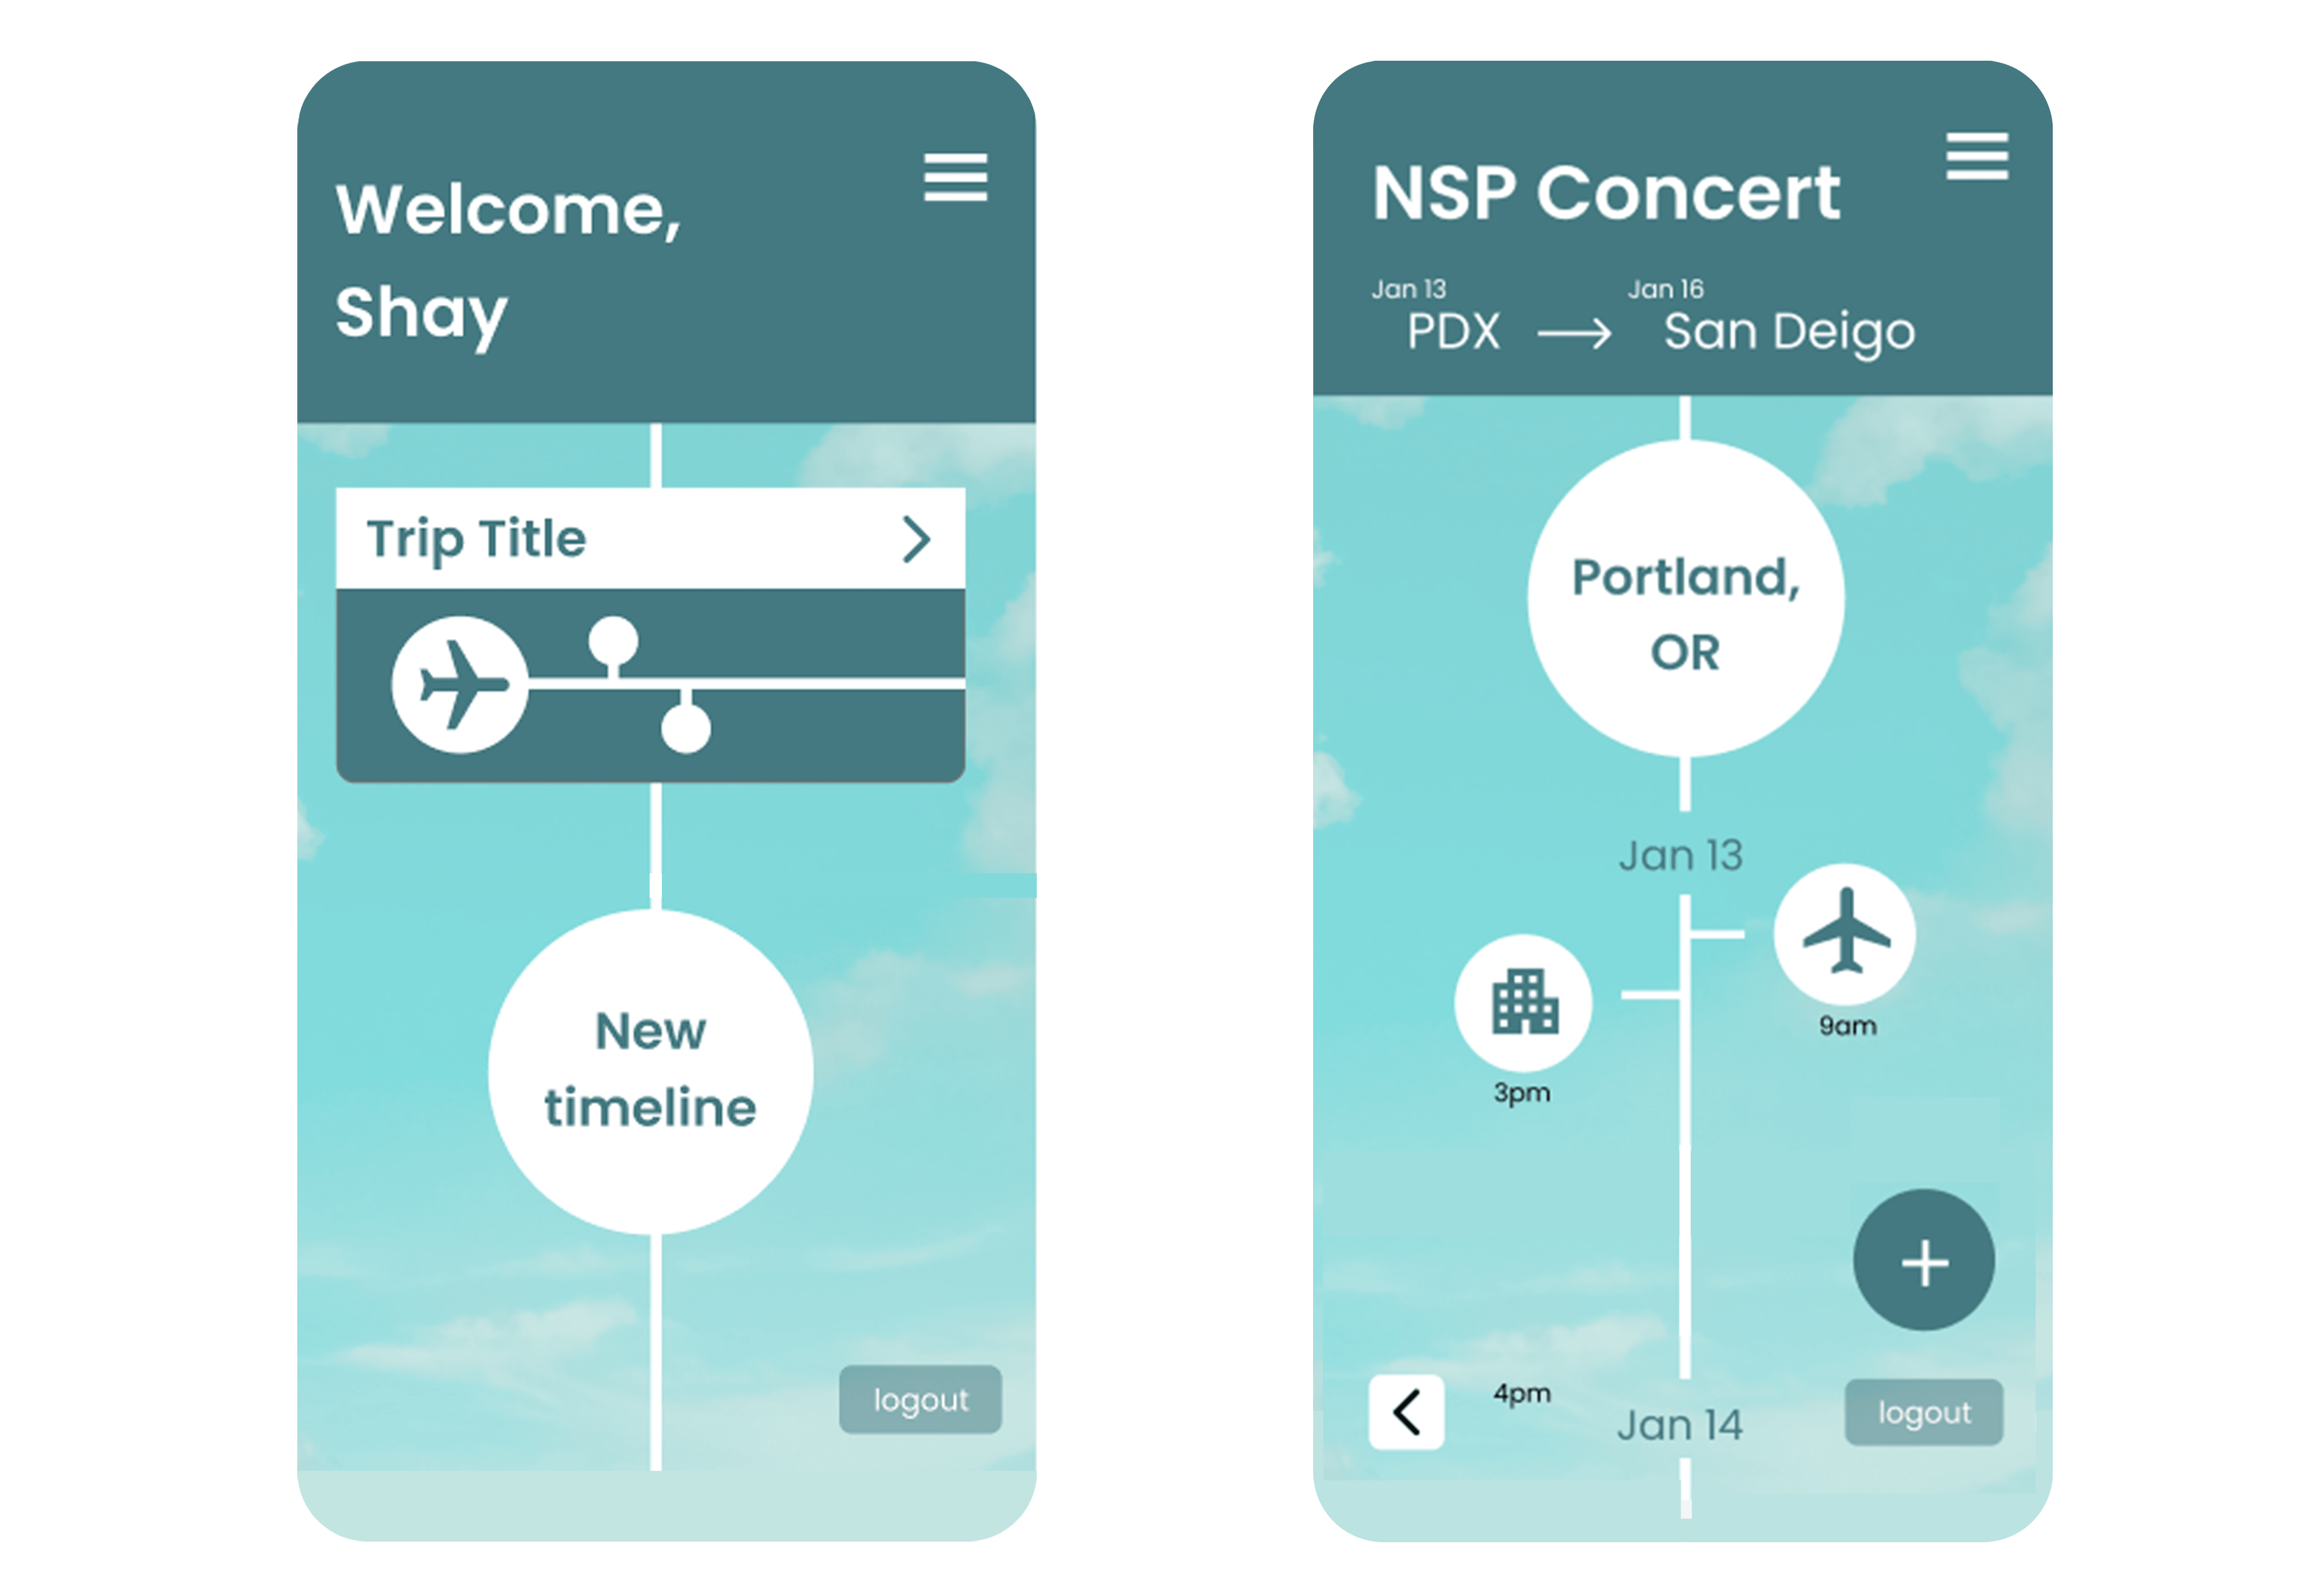 Welcome,
Shay
Trip Title
New
timeline
logout
NSP Concert
Jan 13
Jan 16
PDX
San Deigo
Portland,
OR
Jan 13
9am
3pm
4pm
Jan 14
logout